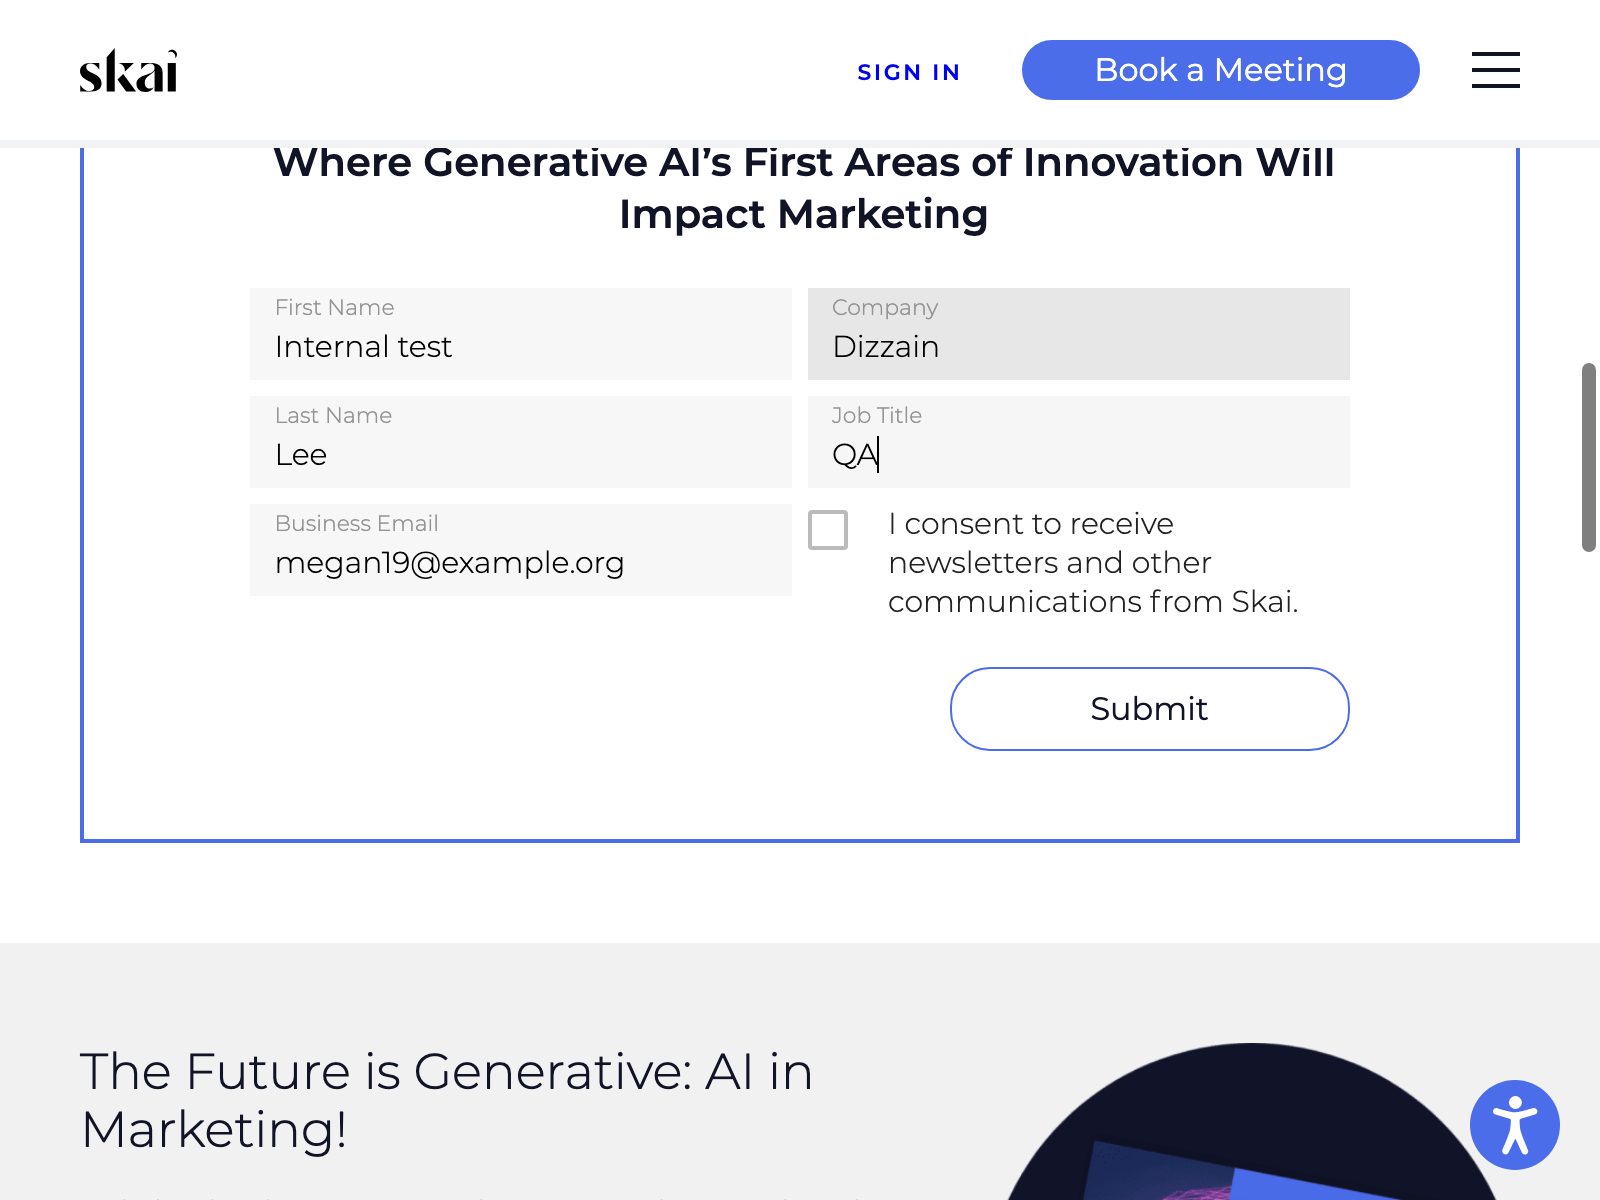 skai
SIGN IN
Book a Meeting
Where Generative AI’s First Areas of Innovation Will
Impact Marketing
First Name
Internal test
Company
Dizzain
Last Name
Lee
Job Title
QA
Business Email
megan19@example.org
I consent to receive
newsletters and other
communications from Skai.
Submit
The Future is Generative: AI in
Marketing!